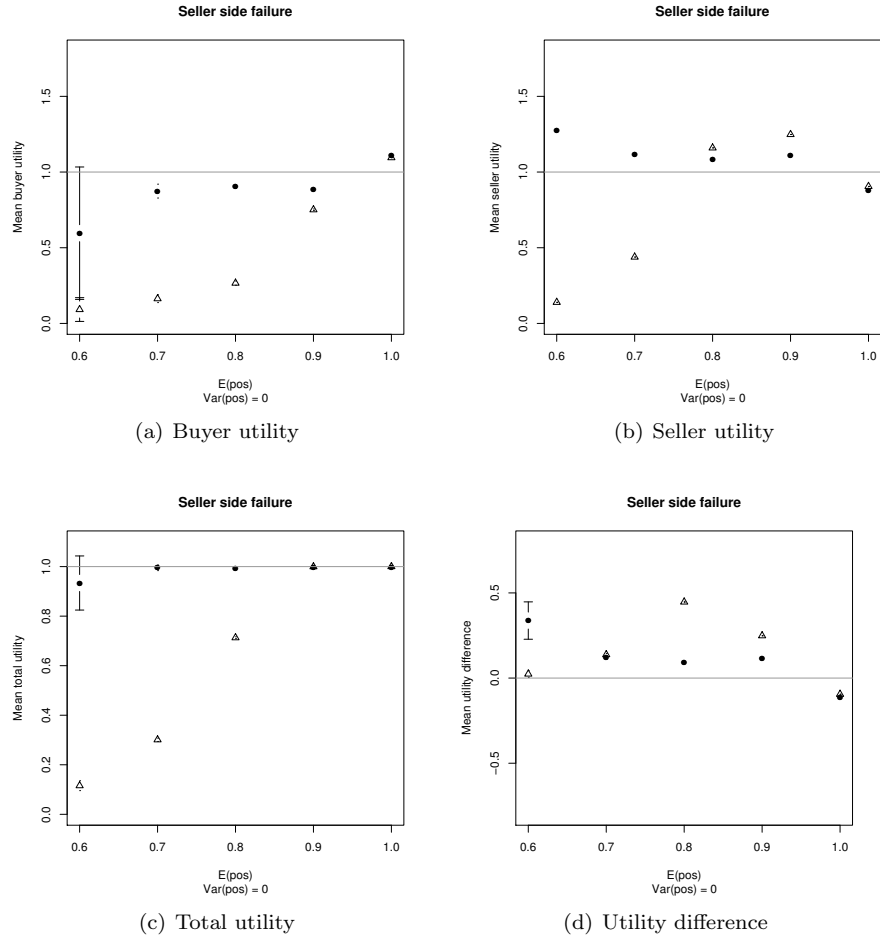 Seller side failure
Mean buyer utility
1.5
1.0
0.5
0.0
0.6 0.7 0.8 0.9 1.0
E(pos)
Var(pos) = 0
(a) Buyer utility
Seller side failure
Mean seller utility
1.5
1.0
0.5
0.0
0.6 0.7 0.8 0.9 1.0
E(pos)
Var(pos) = 0
(b) Seller utility
Seller side failure
Mean total utility
1.0
0.8
0.6
0.4
0.2
0.0
0.6 0.7 0.8 0.9 1.0
E(pos)
Var(pos) = 0
(c) Total utility
Seller side failure
Mean utility difference
0.5
0.0
−0.5
0.6 0.7 0.8 0.9 1.0
E(pos)
Var(pos) = 0
(d) Utility difference